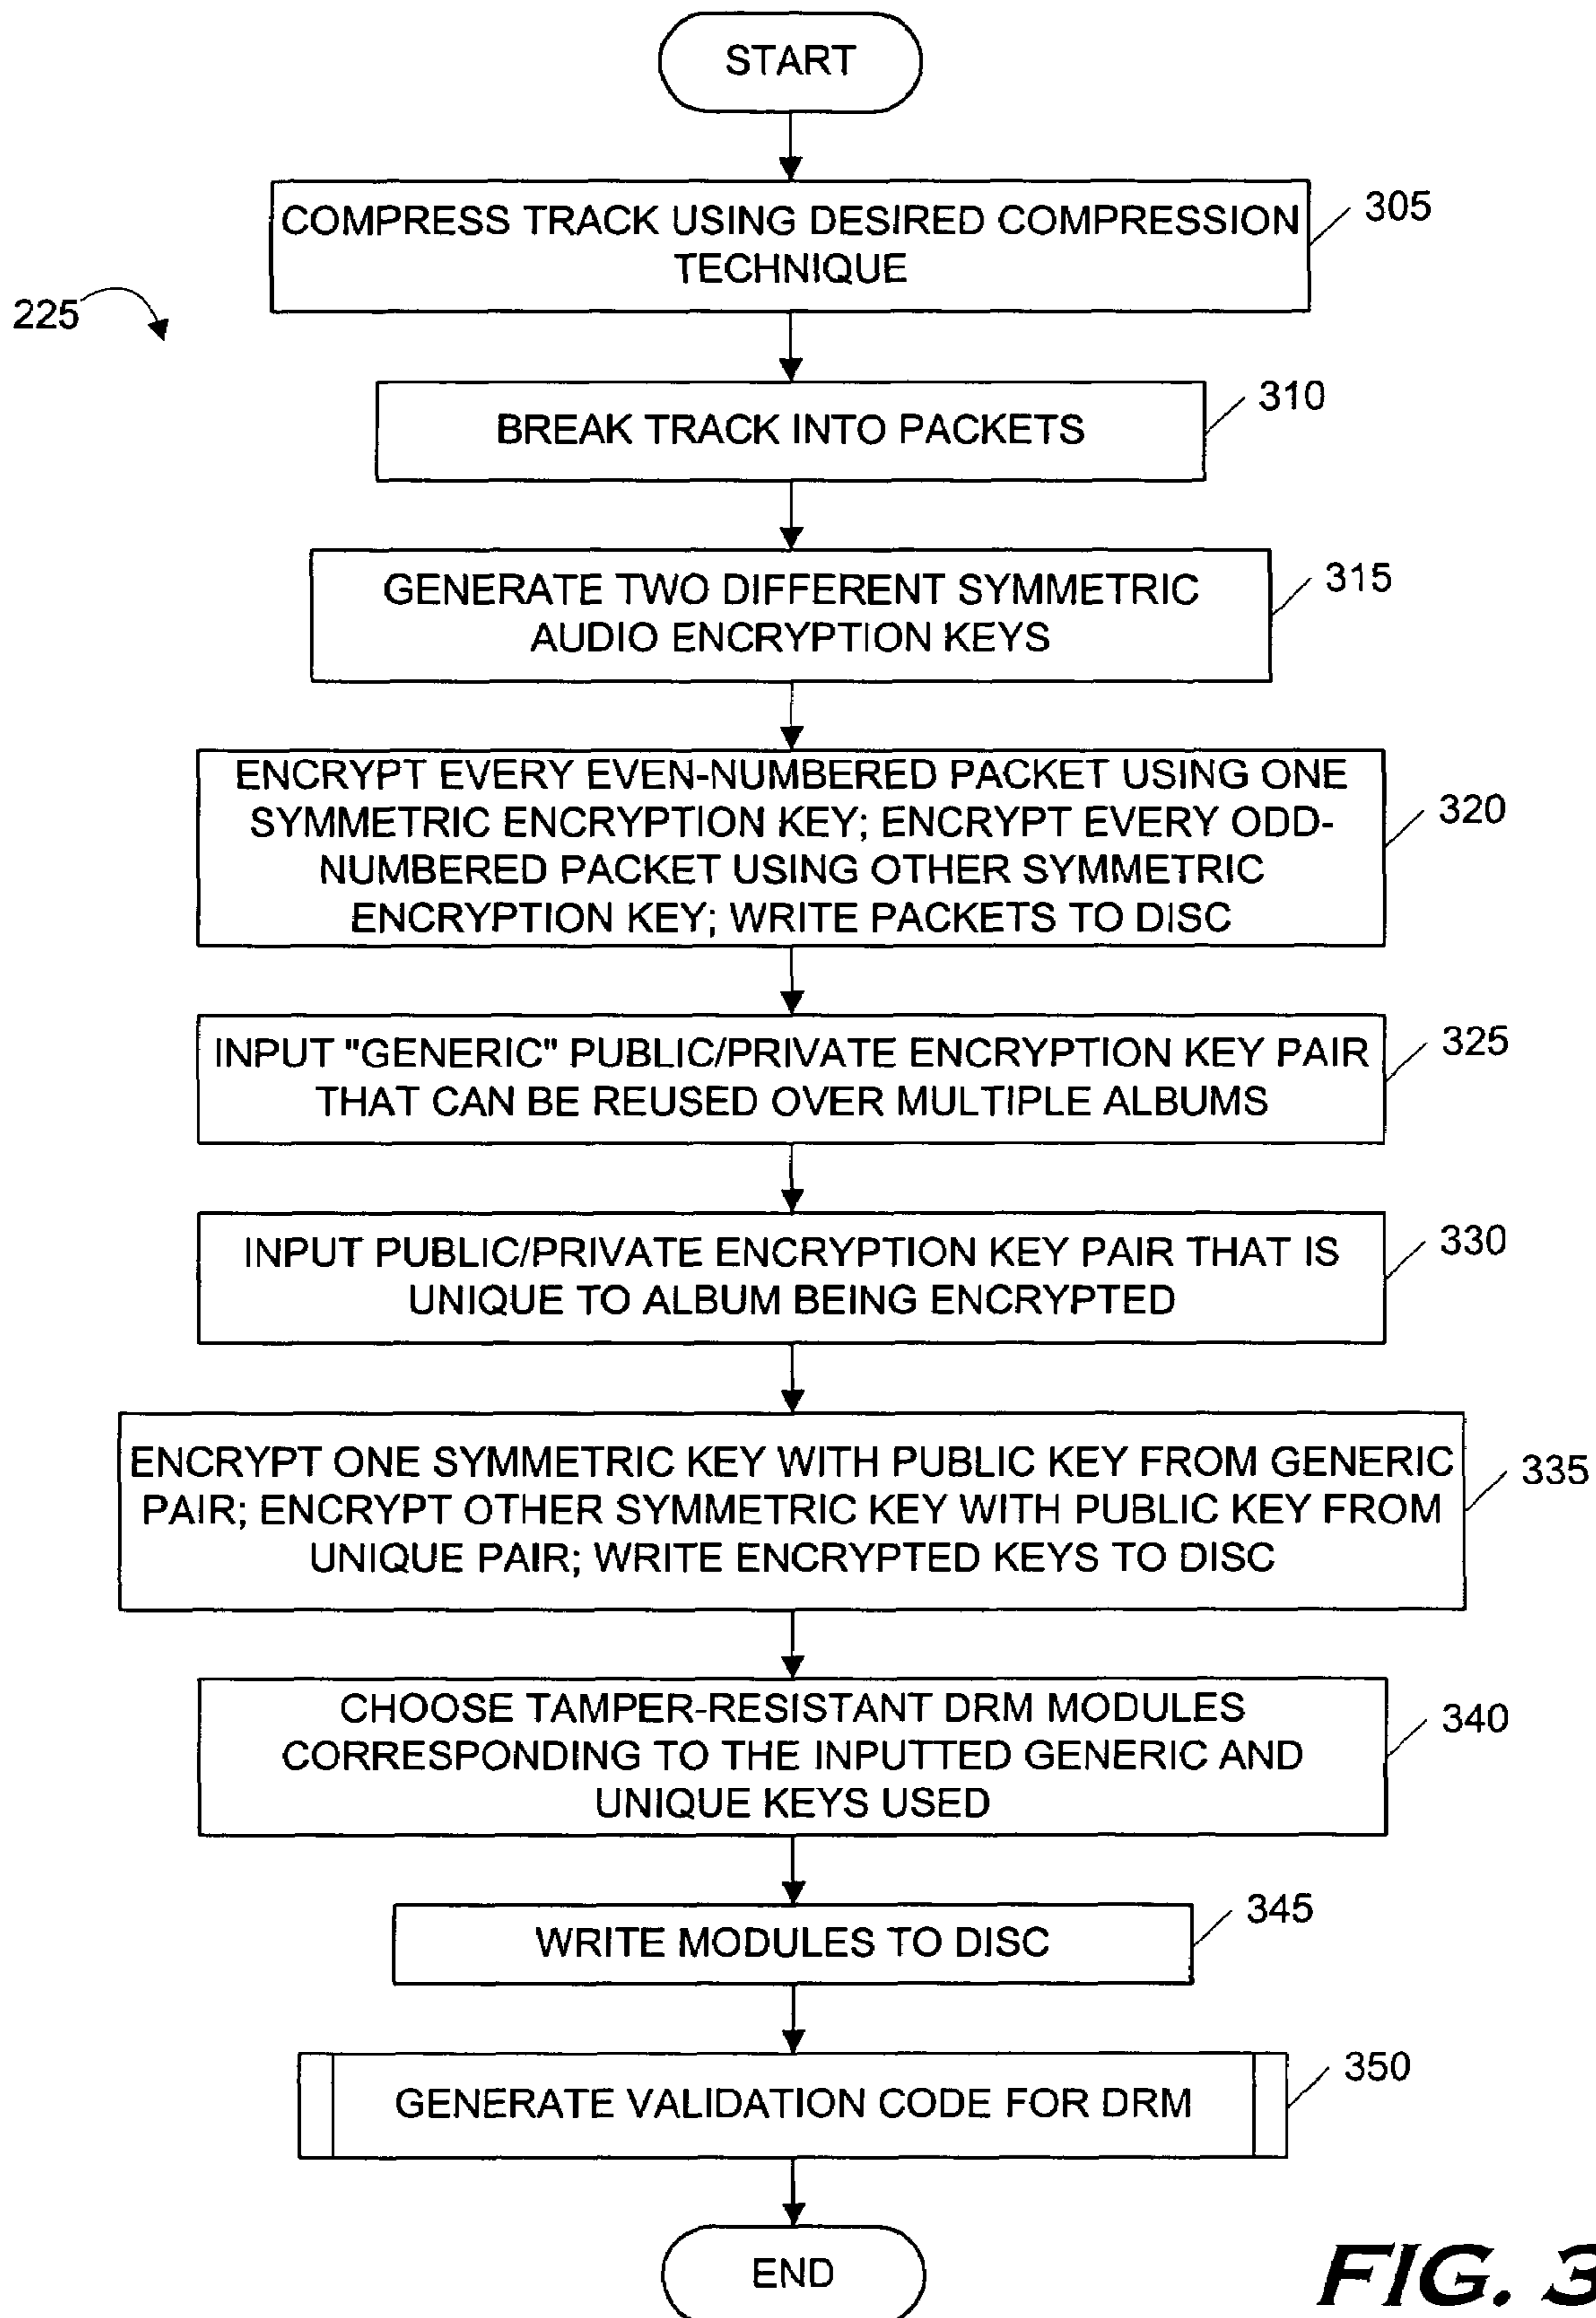 START
COMPRESS TRACK USING DESIRED COMPRESSION
TECHNIQUE
305
225
BREAK TRACK INTO PACKETS
310
GENERATE TWO DIFFERENT SYMMETRIC
AUDIO ENCRYPTION KEYS
315
ENCRYPT EVERY EVEN-NUMBERED PACKET USING ONE
SYMMETRIC ENCRYPTION KEY; ENCRYPT EVERY ODD-
NUMBERED PACKET USING OTHER SYMMETRIC
ENCRYPTION KEY; WRITE PACKETS TO DISC
320
INPUT "GENERIC" PUBLIC/PRIVATE ENCRYPTION KEY PAIR
THAT CAN BE REUSED OVER MULTIPLE ALBUMS
325
INPUT PUBLIC/PRIVATE ENCRYPTION KEY PAIR THAT IS
UNIQUE TO ALBUM BEING ENCRYPTED
330
ENCRYPT ONE SYMMETRIC KEY WITH PUBLIC KEY FROM GENERIC
PAIR; ENCRYPT OTHER SYMMETRIC KEY WITH PUBLIC KEY FROM
UNIQUE PAIR; WRITE ENCRYPTED KEYS TO DISC
335
CHOOSE TAMPER-RESISTANT DRM MODULES
CORRESPONDING TO THE INPUTTED GENERIC AND
UNIQUE KEYS USED
340
WRITE MODULES TO DISC
345
GENERATE VALIDATION CODE FOR DRM
350
END
FIG. 3